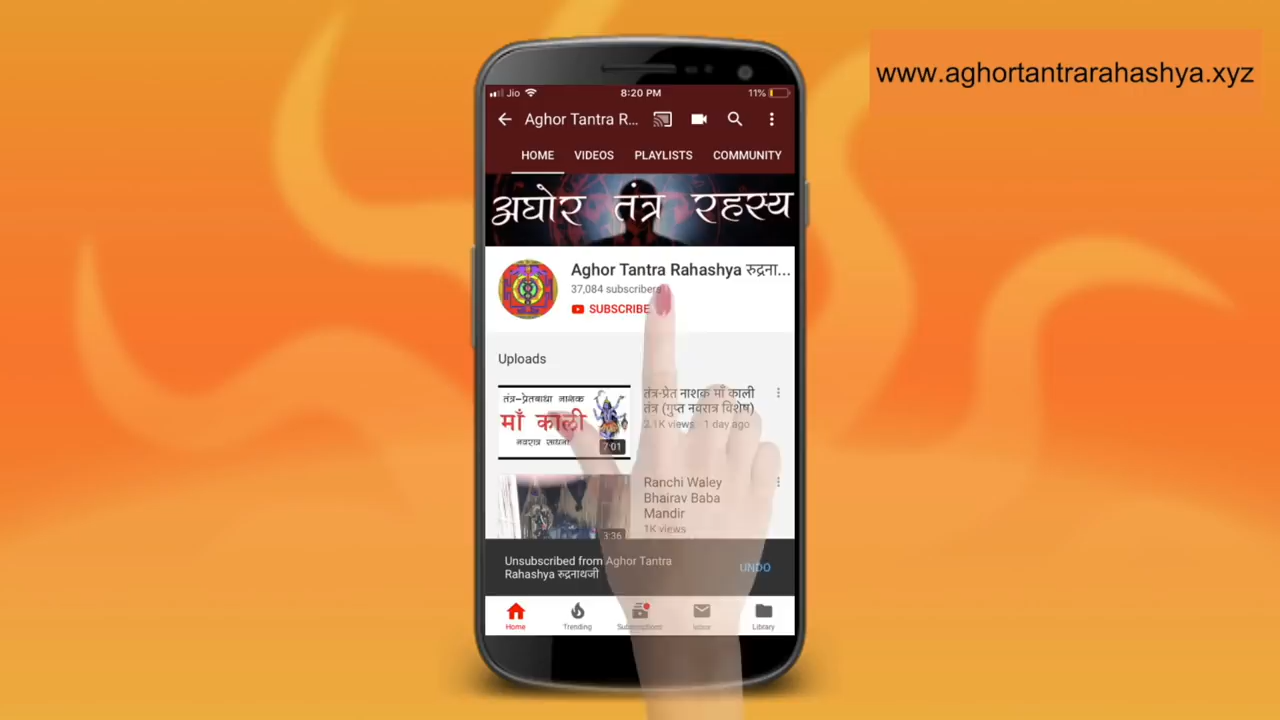 www.aghortantrarahashya.xyz
Jio 8:20 PM 11%
Aghor Tantra R...
HOME VIDEOS PLAYLISTS COMMUNITY
अघोर तंत्र रहस्य
Aghor Tantra Rahashya रुद्रना...
37,084 subscribers
SUBSCRIBE
Uploads
तंत्र-प्रेतबाधा नाशक
माँ काली
नवरात्र साधना
7:01
तंत्र-प्रेत नाशक माँ काली
तंत्र (गुप्त नवरात्र विशेष)
2.1K views 1 day ago
Ranchi Waley
Bhairav Baba
Mandir
1K views
3:36
Unsubscribed from Aghor Tantra
Rahashya रुद्रनाथजी
UNDO
Home Trending Subscriptions Inbox Library